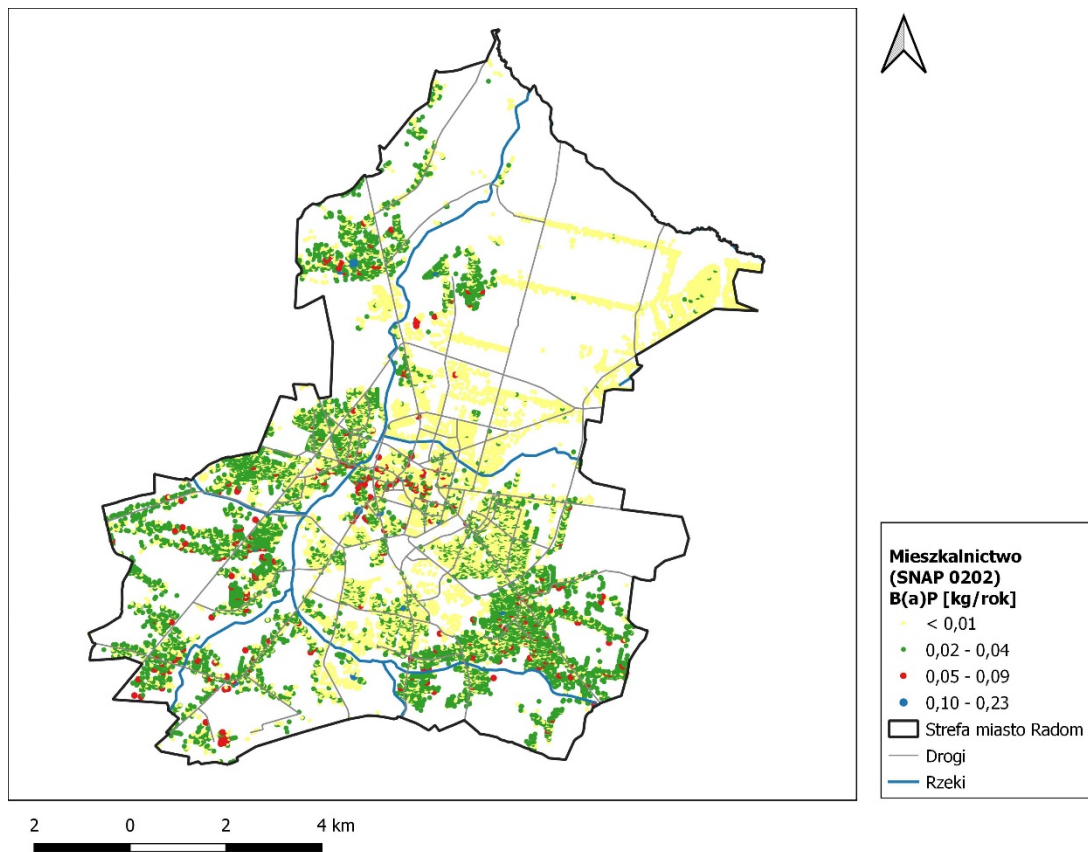 Mieszkalnictwo
(SNAP 0202)
B(a)P [kg/rok]
< 0,01
0,02 - 0,04
0,05 - 0,09
0,10 - 0,23
Strefa miasto Radom
Drogi
Rzeki
2 0 2 4 km